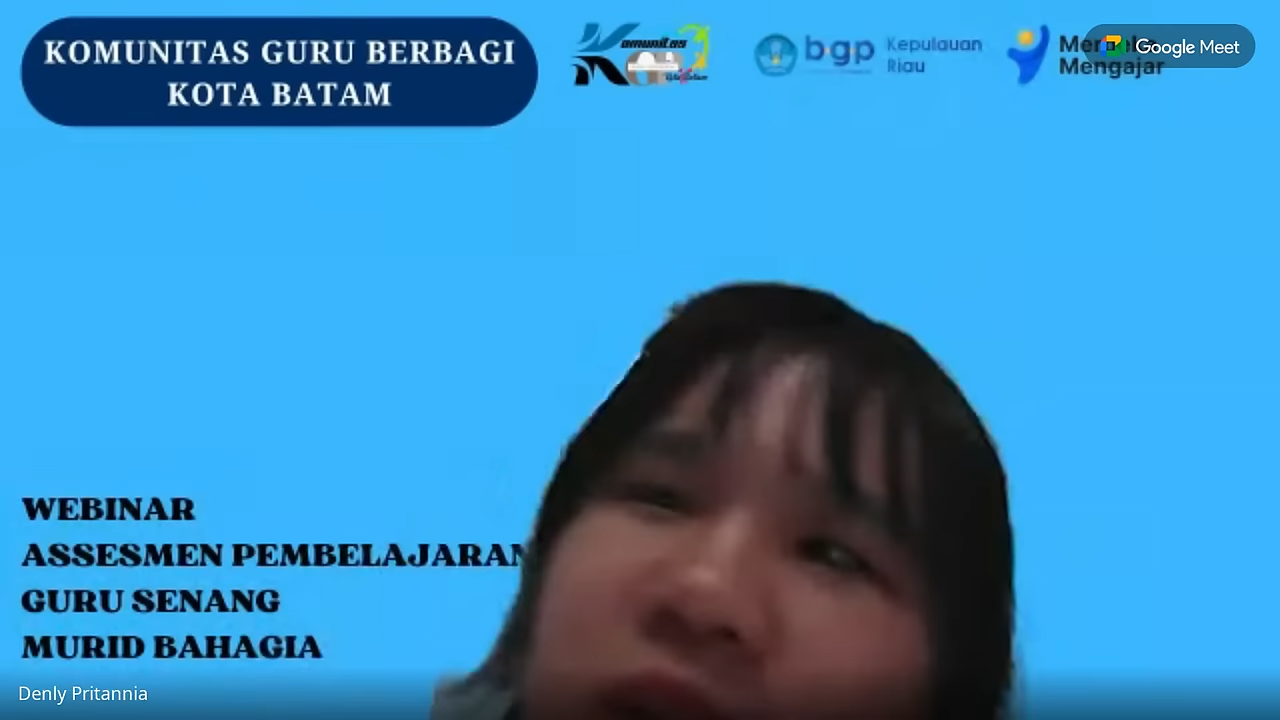 KOMUNITAS GURU BERBAGI
KOTA BATAM
Komunitas
bgp
Kepulauan
Riau
Mengajar
Google Meet
WEBINAR
ASSESMEN PEMBELAJARAN
GURU SENANG
MURID BAHAGIA
Denly Pritannia